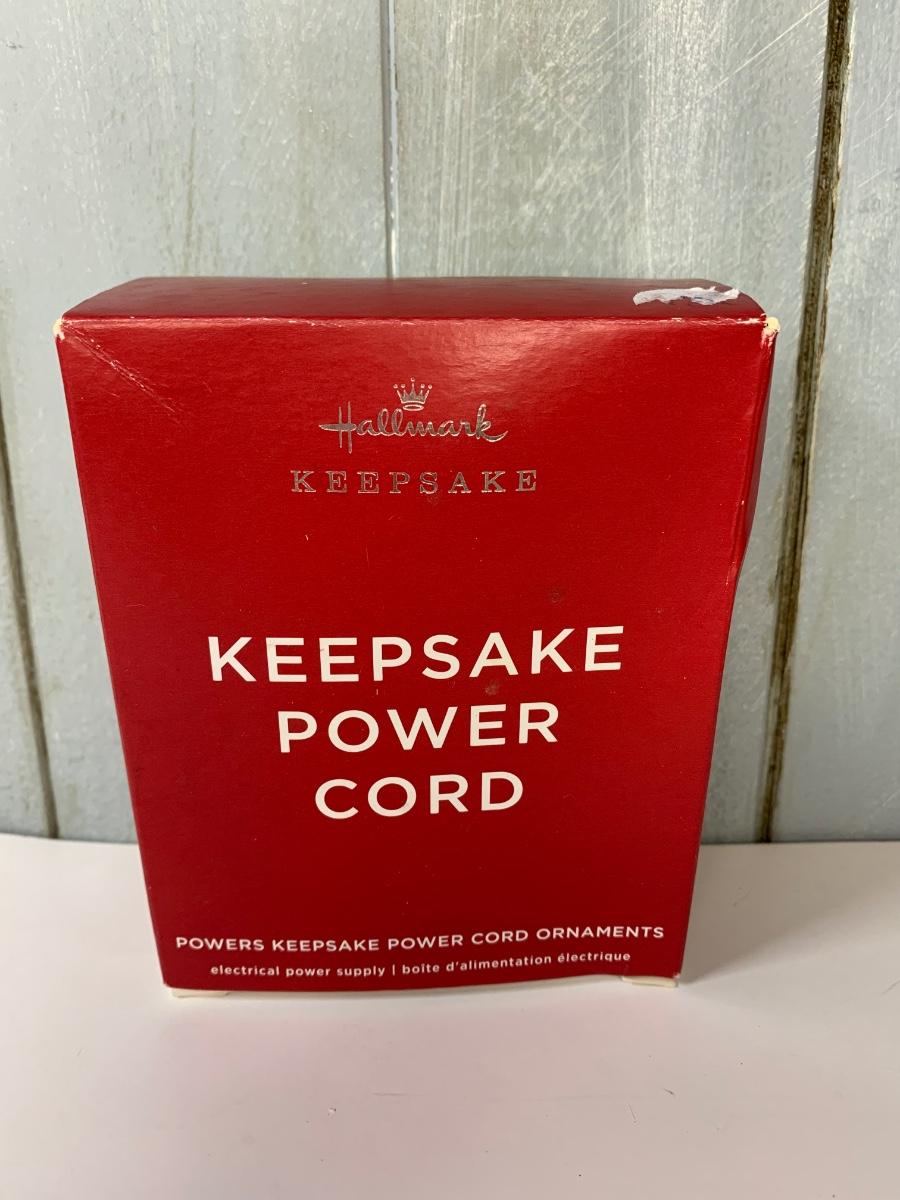 Hallmark
KEEPSAKE
KEEPSAKE
POWER
CORD
POWERS KEEPSAKE POWER CORD ORNAMENTS
electrical power supply | boîte d'alimentation électrique